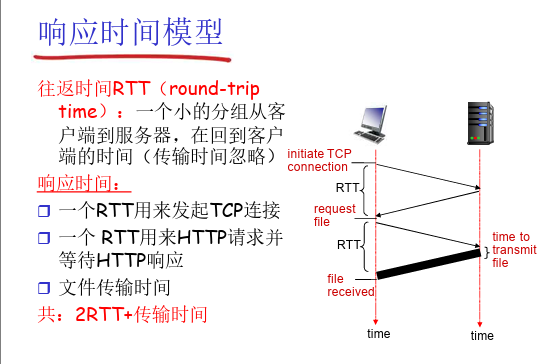 响应时间模型
往返时间RTT（round-trip
time）：一个小的分组从客
户端到服务器，在回到客户
端的时间（传输时间忽略）
响应时间：
一个RTT用来发起TCP连接
一个 RTT用来HTTP请求并
等待HTTP响应
文件传输时间
共：2RTT+传输时间
initiate TCP
connection
RTT
request
file
RTT
file
received
time to
transmit
file
time
time